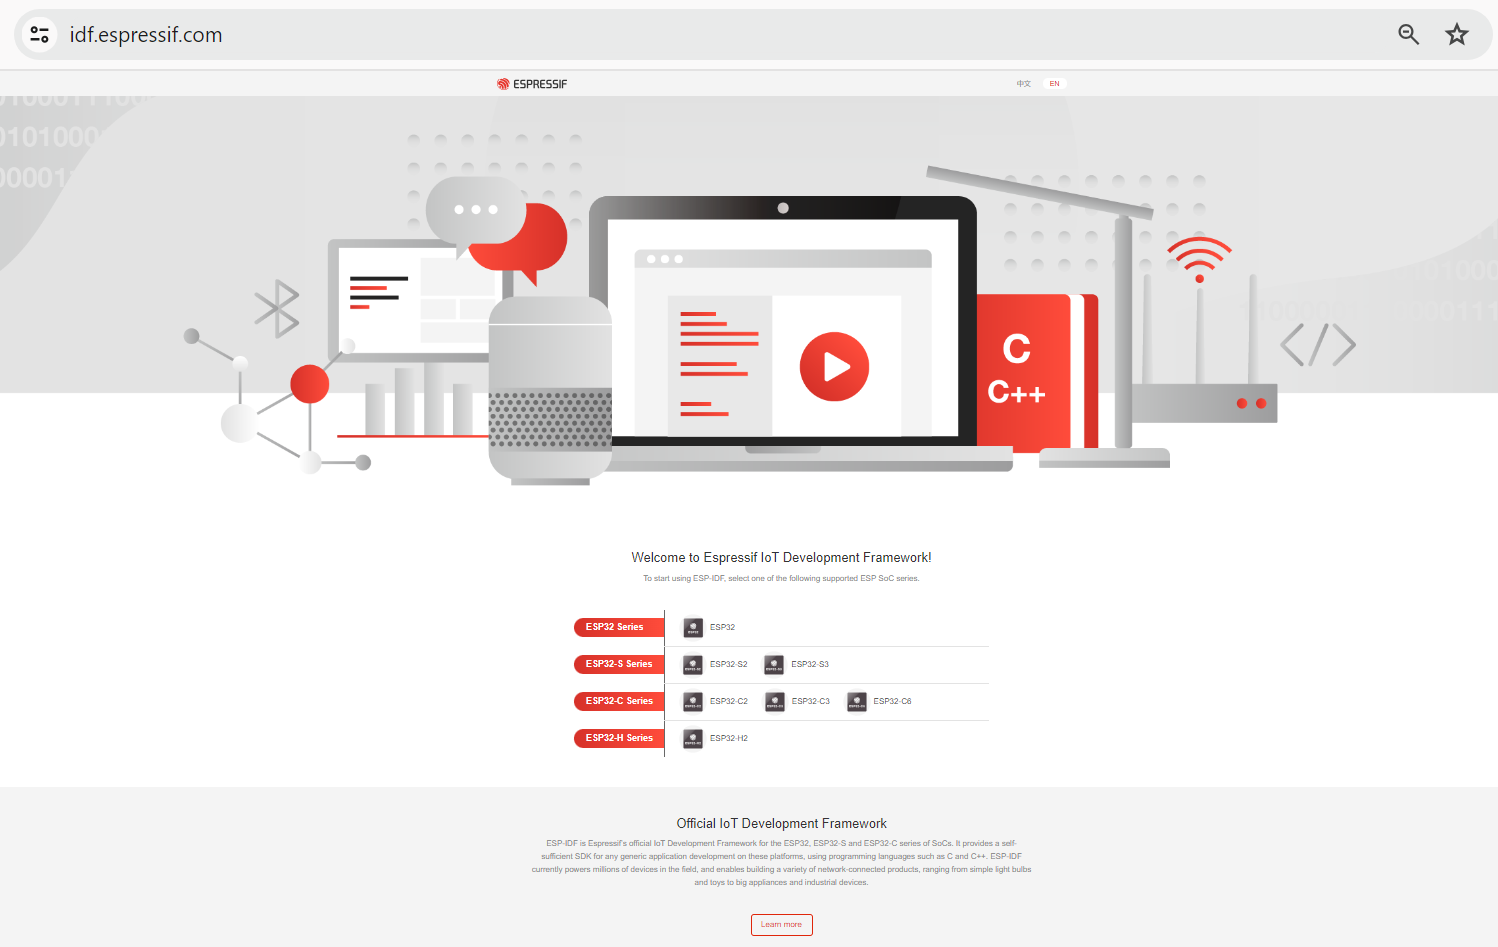 idf.espressif.com
ESPRESSIF
中文 EN
C
C++
Welcome to Espressif IoT Development Framework!
To start using ESP-IDF, select one of the following supported ESP SoC series.
ESP32 Series ESP32
ESP32-S Series ESP32-S2 ESP32-S3
ESP32-C Series ESP32-C2 ESP32-C3 ESP32-C6
ESP32-H Series ESP32-H2
Official IoT Development Framework
ESP-IDF is Espressif's official IoT Development Framework for the ESP32, ESP32-S and ESP32-C series of SoCs. It provides a self-
sufficient SDK for any generic application development on these platforms, using programming languages such as C and C++. ESP-IDF
currently powers millions of devices in the field, and enables building a variety of network-connected products, ranging from simple light bulbs
and toys to big appliances and industrial devices.
Learn more